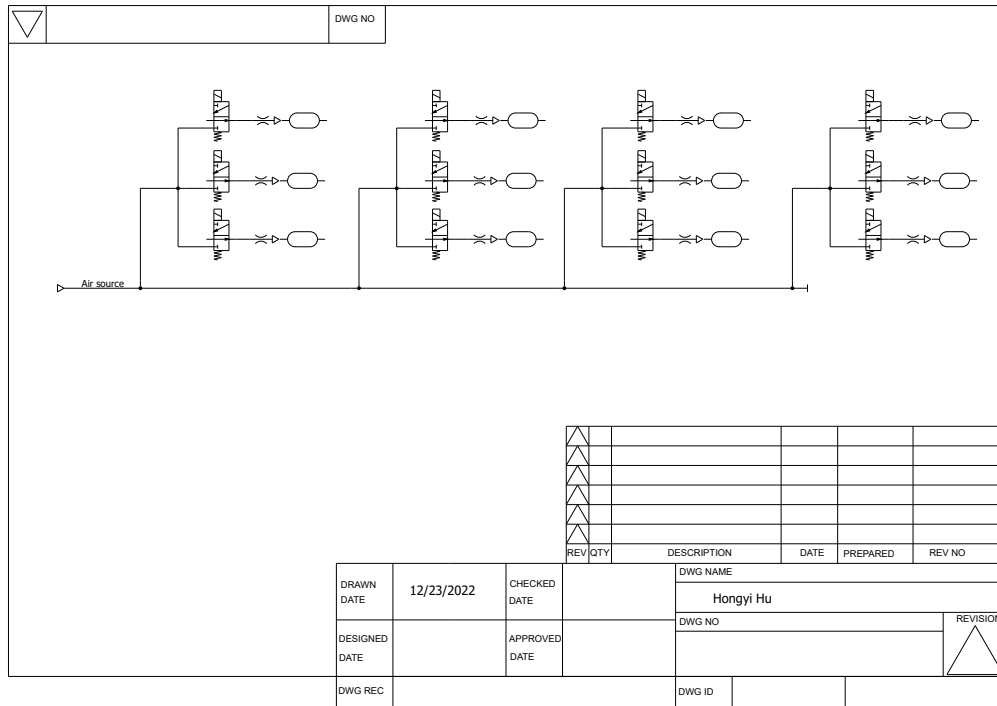 DWG NO
Air source
REV QTY DESCRIPTION DATE PREPARED REV NO
DRAWN
DATE
12/23/2022
CHECKED
DATE
DWG NAME
Hongyi Hu
DESIGNED
DATE
APPROVED
DATE
DWG NO
REVISION
DWG REC
DWG ID